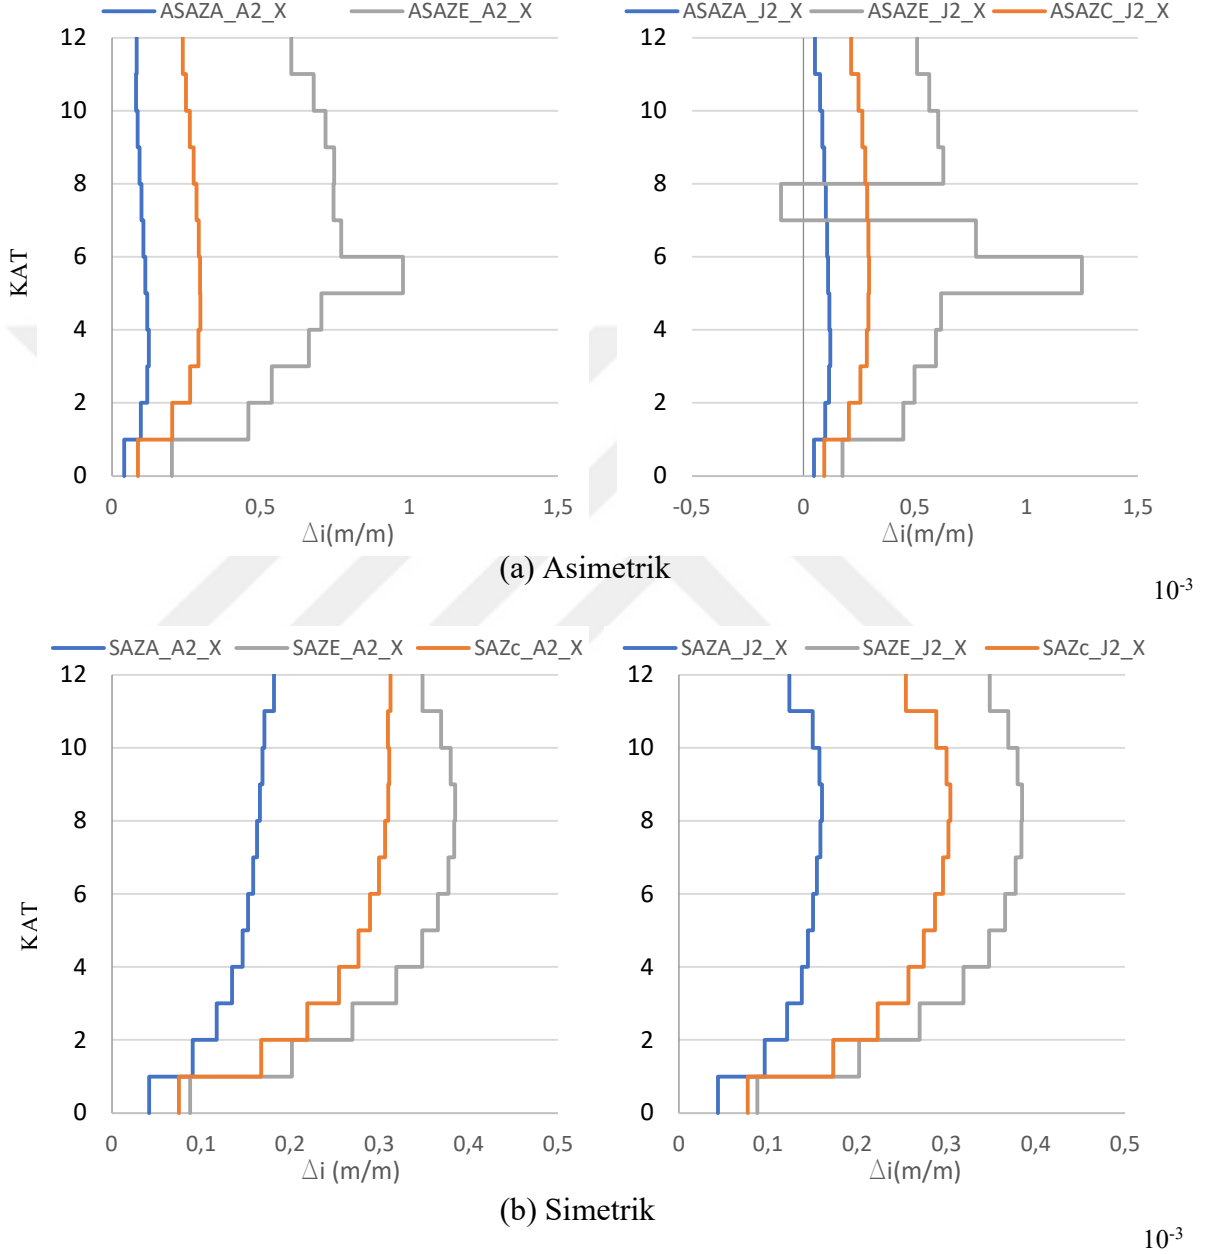 ASAZA_A2_X ASAZE_A2_X
12
10
8
6
4
2
0
KAT
0 0,5 1 1,5
Δi(m/m)
ASAZA_J2_X ASAZE_J2_X ASAZC_J2_X
12
10
8
6
4
2
0
-0,5 0 0,5 1 1,5
Δi(m/m)
(a) Asimetrik
10-3
SAZA_A2_X SAZE_A2_X SAZc_A2_X
12
10
8
6
4
2
0
KAT
0 0,1 0,2 0,3 0,4 0,5
Δi (m/m)
SAZA_J2_X SAZE_J2_X SAZc_J2_X
12
10
8
6
4
2
0
0 0,1 0,2 0,3 0,4 0,5
Δi(m/m)
(b) Simetrik
10-3